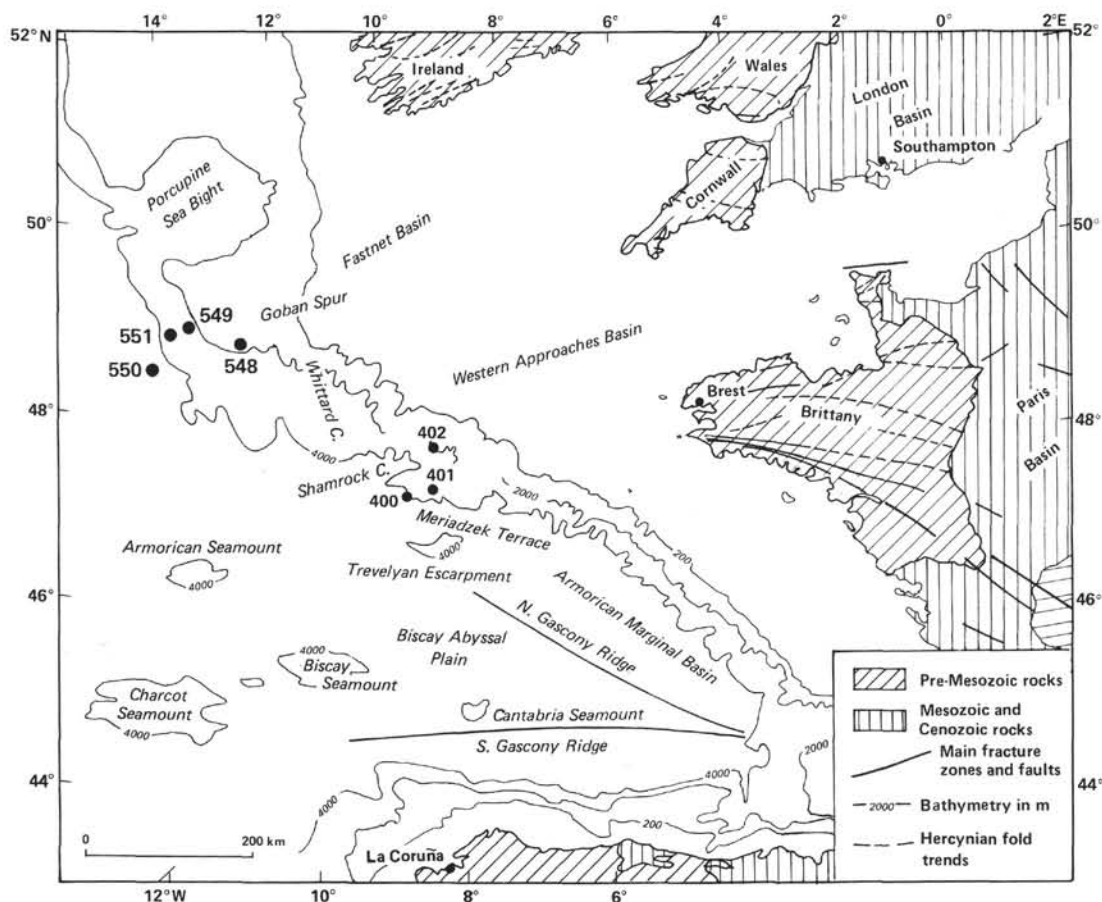 14° 12° 10° 8° 6° 4° 2° 0° 2°E
52°N
52°
Ireland
Wales
London
Basin
Southampton
Porcupine
Sea Bight
Cornwall
50°
50°
Fastnet Basin
549
Goban Spur
551
550
548
Western Approaches Basin
Whittard C.
Brest
Paris
Brittany
48°
48°
Basin
402
4000
Shamrock C.
401
400
2000
Meriadzek Terrace
200
4000
Armorican Seamount
4000
Trevelyan Escarpment
46°
46°
Armorican Marginal Basin
N. Gascony Ridge
Biscay Abyssal
Plain
4000
Biscay
Seamount
Charcot
Seamount
4000
Cantabria Seamount
S. Gascony Ridge
2000
44°
44°
4000
4000
200
2000
0 200 km
La Coruña
12°W 10° 8° 6°
Pre-Mesozoic rocks
Mesozoic and
Cenozoic rocks
Main fracture
zones and faults
2000 Bathymetry in m
Hercynian fold
trends